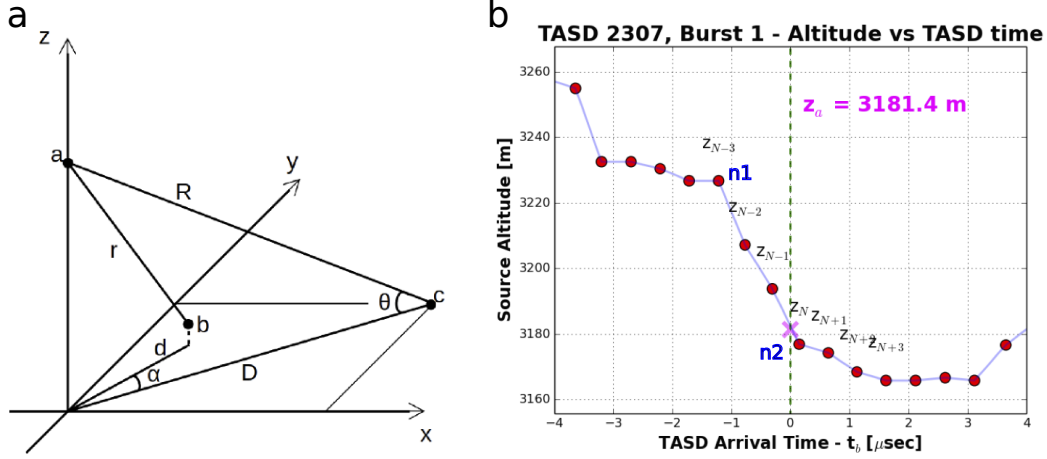 a
z
a
y
R
r
θ
c
b
d
α
D
x
b
TASD 2307, Burst 1 - Altitude vs TASD time
Source Altitude [m]
3260
3240
3220
3200
3180
3160
z_a = 3181.4 m
z_{N-3}
n1
z_{N-2}
z_{N-1}
z_N
z_{N+1}
z_{N+2}
z_{N+3}
n2
−4 −3 −2 −1 0 1 2 3 4
TASD Arrival Time - t_b [μsec]